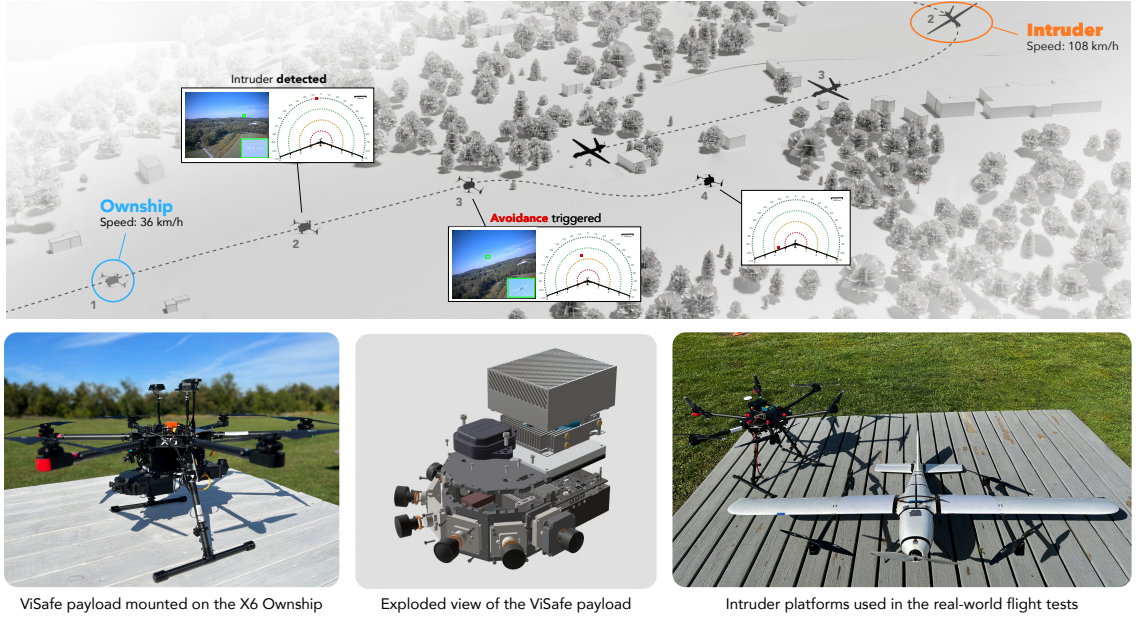 2
Intruder
Speed: 108 km/h
Intruder detected
3
4
Ownship
Speed: 36 km/h
3
4
2
Avoidance triggered
1
ViSafe payload mounted on the X6 Ownship
Exploded view of the ViSafe payload
Intruder platforms used in the real-world flight tests